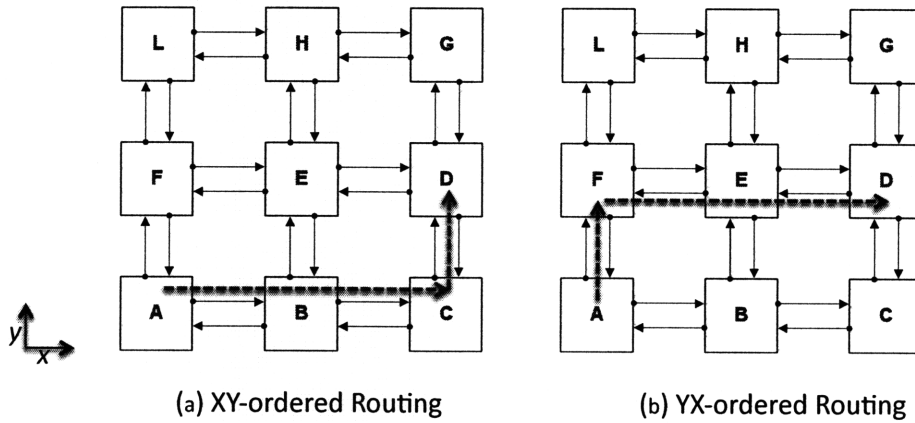 L H G L H G
F E D F E D
A B C A B C
y
x
(a) XY-ordered Routing (b) YX-ordered Routing